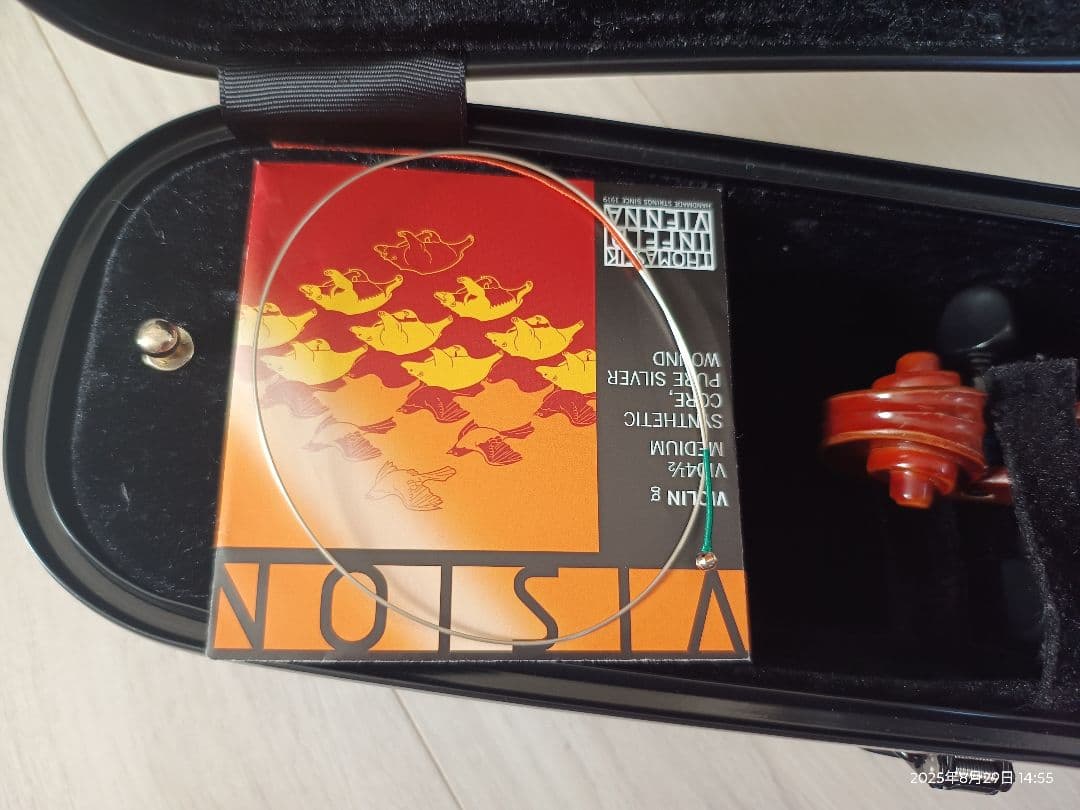 THOMASTIK
INFELD
VIENNA
HANDMADE STRINGS SINCE 1919
VIOLIN g
VI04½
MEDIUM
SYNTHETIC
CORE,
PURE SILVER
WOUND
VISION
2025年8月29日 14:55